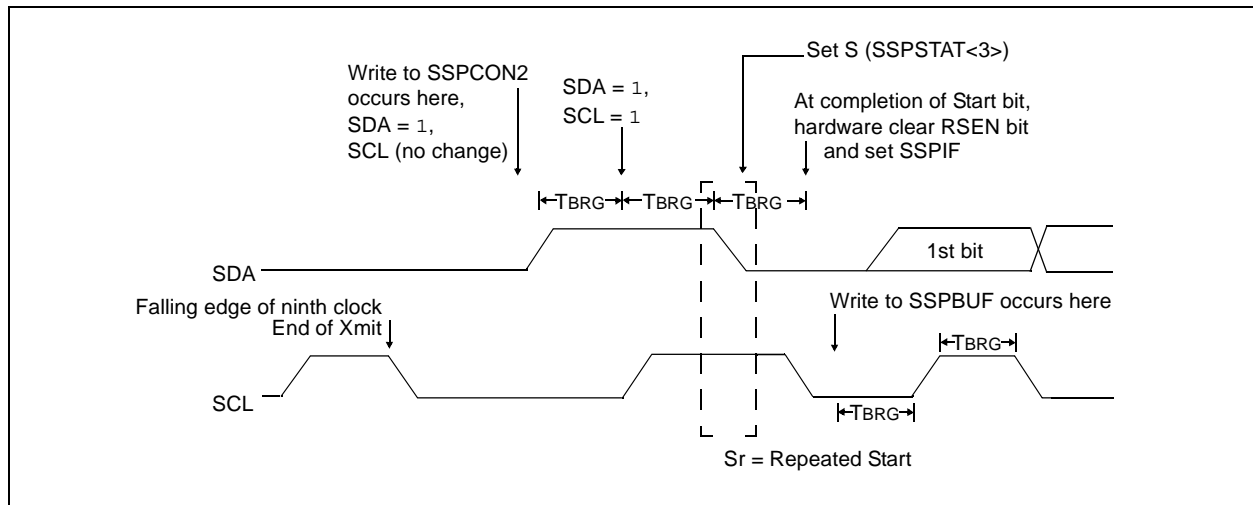 Set S (SSPSTAT<3>)
Write to SSPCON2
occurs here,
SDA = 1,
SCL (no change)
SDA = 1,
SCL = 1
At completion of Start bit,
hardware clear RSEN bit
and set SSPIF
TBRG
TBRG
TBRG
SDA
1st bit
Falling edge of ninth clock
End of Xmit
Write to SSPBUF occurs here
TBRG
SCL
TBRG
Sr = Repeated Start